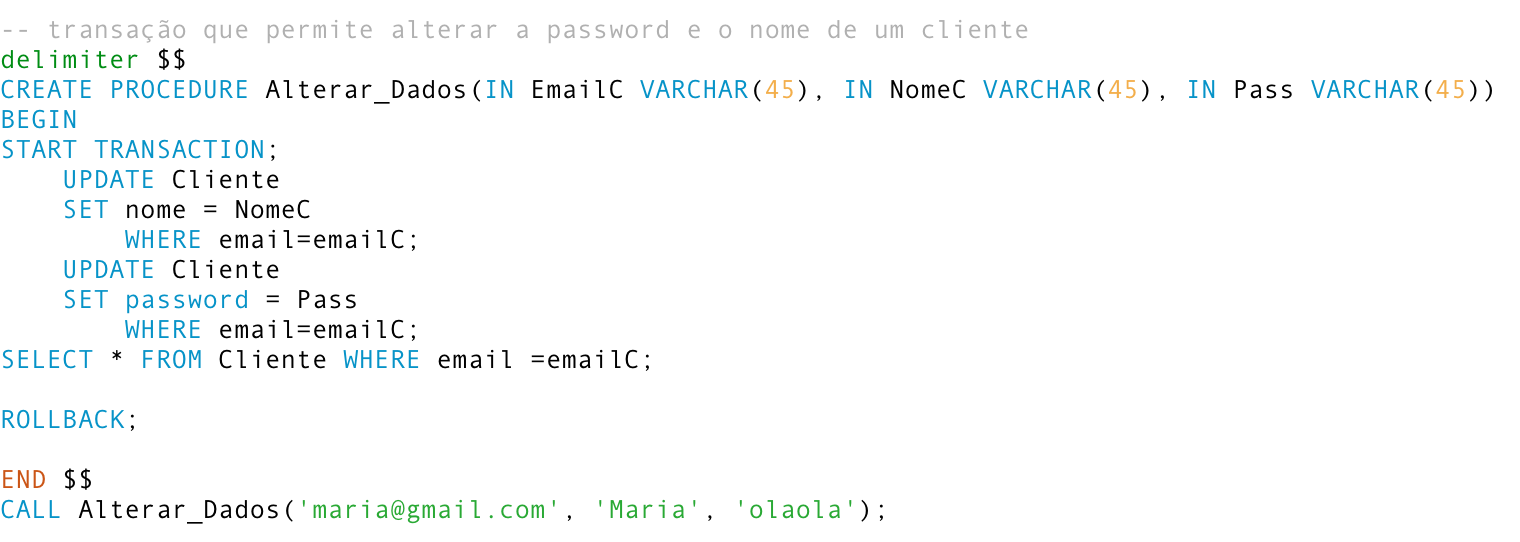 -- transação que permite alterar a password e o nome de um cliente
delimiter $$
CREATE PROCEDURE Alterar_Dados(IN EmailC VARCHAR(45), IN NomeC VARCHAR(45), IN Pass VARCHAR(45))
BEGIN
START TRANSACTION;
    UPDATE Cliente
    SET nome = NomeC
        WHERE email=emailC;
    UPDATE Cliente
    SET password = Pass
        WHERE email=emailC;
SELECT * FROM Cliente WHERE email =emailC;
ROLLBACK;
END $$
CALL Alterar_Dados('maria@gmail.com', 'Maria', 'olaola');